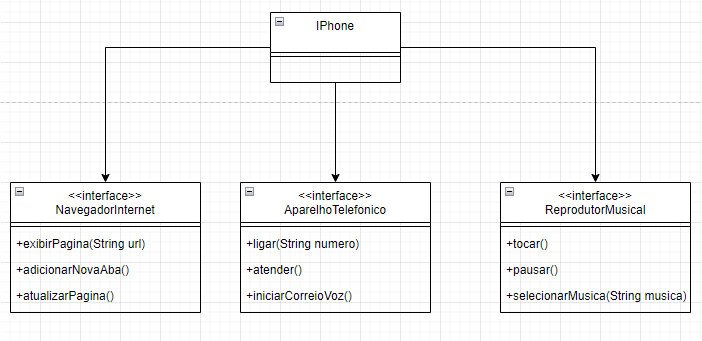 IPhone
<<interface>>
NavegadorInternet
+exibirPagina(String url)
+adicionarNovaAba()
+atualizarPagina()
<<interface>>
AparelhoTelefonico
+ligar(String numero)
+atender()
+iniciarCorreioVoz()
<<interface>>
ReprodutorMusical
+tocar()
+pausar()
+selecionarMusica(String musica)